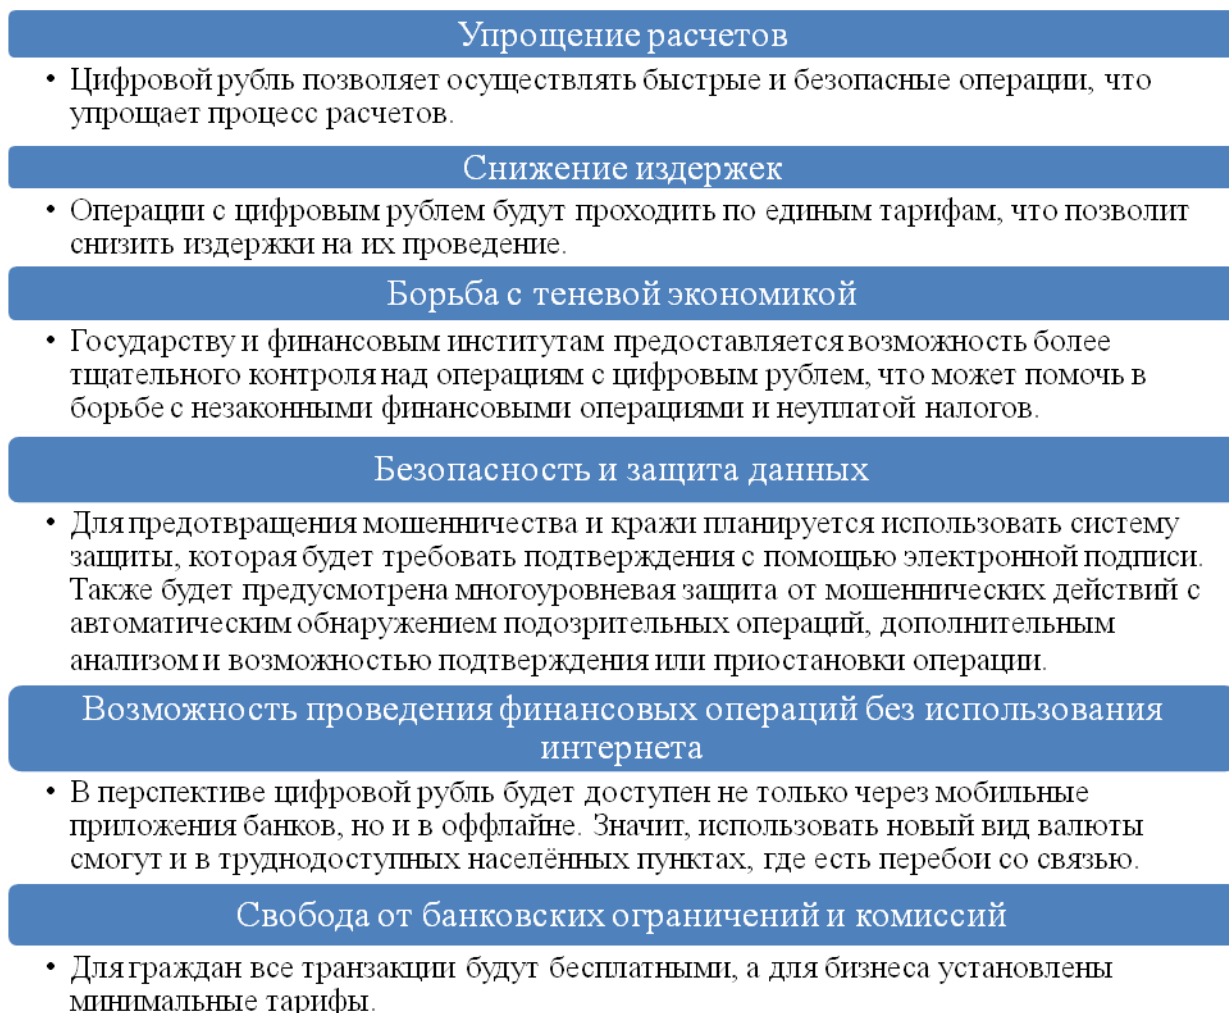 Упрощение расчетов
• Цифровой рубль позволяет осуществлять быстрые и безопасные операции, что
упрощает процесс расчетов.
Снижение издержек
• Операции с цифровым рублем будут проходить по единым тарифам, что позволит
снизить издержки на их проведение.
Борьба с теневой экономикой
• Государству и финансовым институтам предоставляется возможность более
тщательного контроля над операциям с цифровым рублем, что может помочь в
борьбе с незаконными финансовыми операциями и неуплатой налогов.
Безопасность и защита данных
• Для предотвращения мошенничества и кражи планируется использовать систему
защиты, которая будет требовать подтверждения с помощью электронной подписи.
Также будет предусмотрена многоуровневая защита от мошеннических действий с
автоматическим обнаружением подозрительных операций, дополнительным
анализом и возможностью подтверждения или приостановки операции.
Возможность проведения финансовых операций без использования
интернета
• В перспективе цифровой рубль будет доступен не только через мобильные
приложения банков, но и в оффлайне. Значит, использовать новый вид валюты
смогут и в труднодоступных населённых пунктах, где есть перебои со связью.
Свобода от банковских ограничений и комиссий
• Для граждан все транзакции будут бесплатными, а для бизнеса установлены
минимальные тарифы.